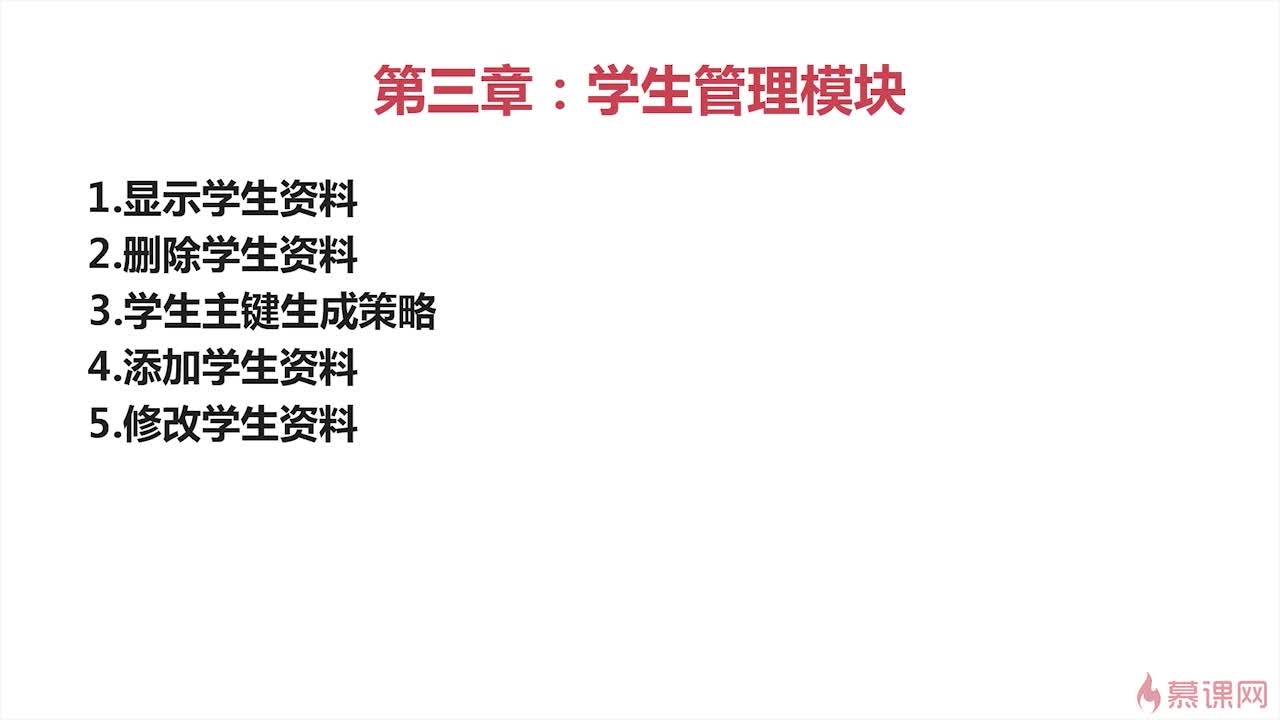 第三章：学生管理模块
1.显示学生资料
2.删除学生资料
3.学生主键生成策略
4.添加学生资料
5.修改学生资料
慕课网